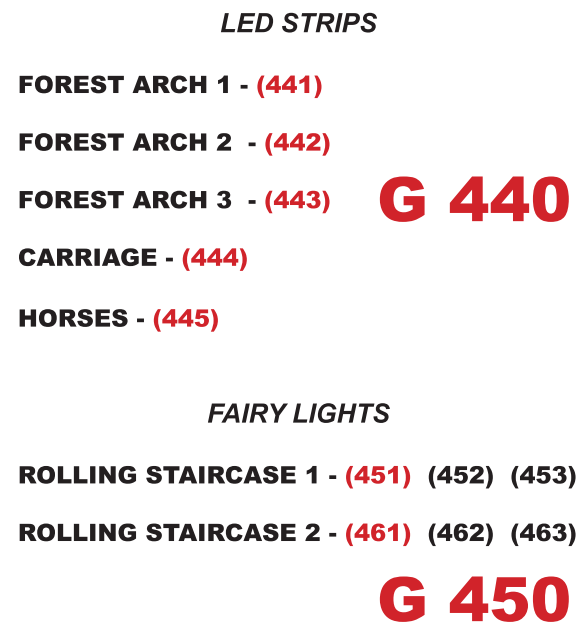 LED STRIPS
FOREST ARCH 1 - (441)
FOREST ARCH 2 - (442)
FOREST ARCH 3 - (443)
G 440
CARRIAGE - (444)
HORSES - (445)
FAIRY LIGHTS
ROLLING STAIRCASE 1 - (451) (452) (453)
ROLLING STAIRCASE 2 - (461) (462) (463)
G 450